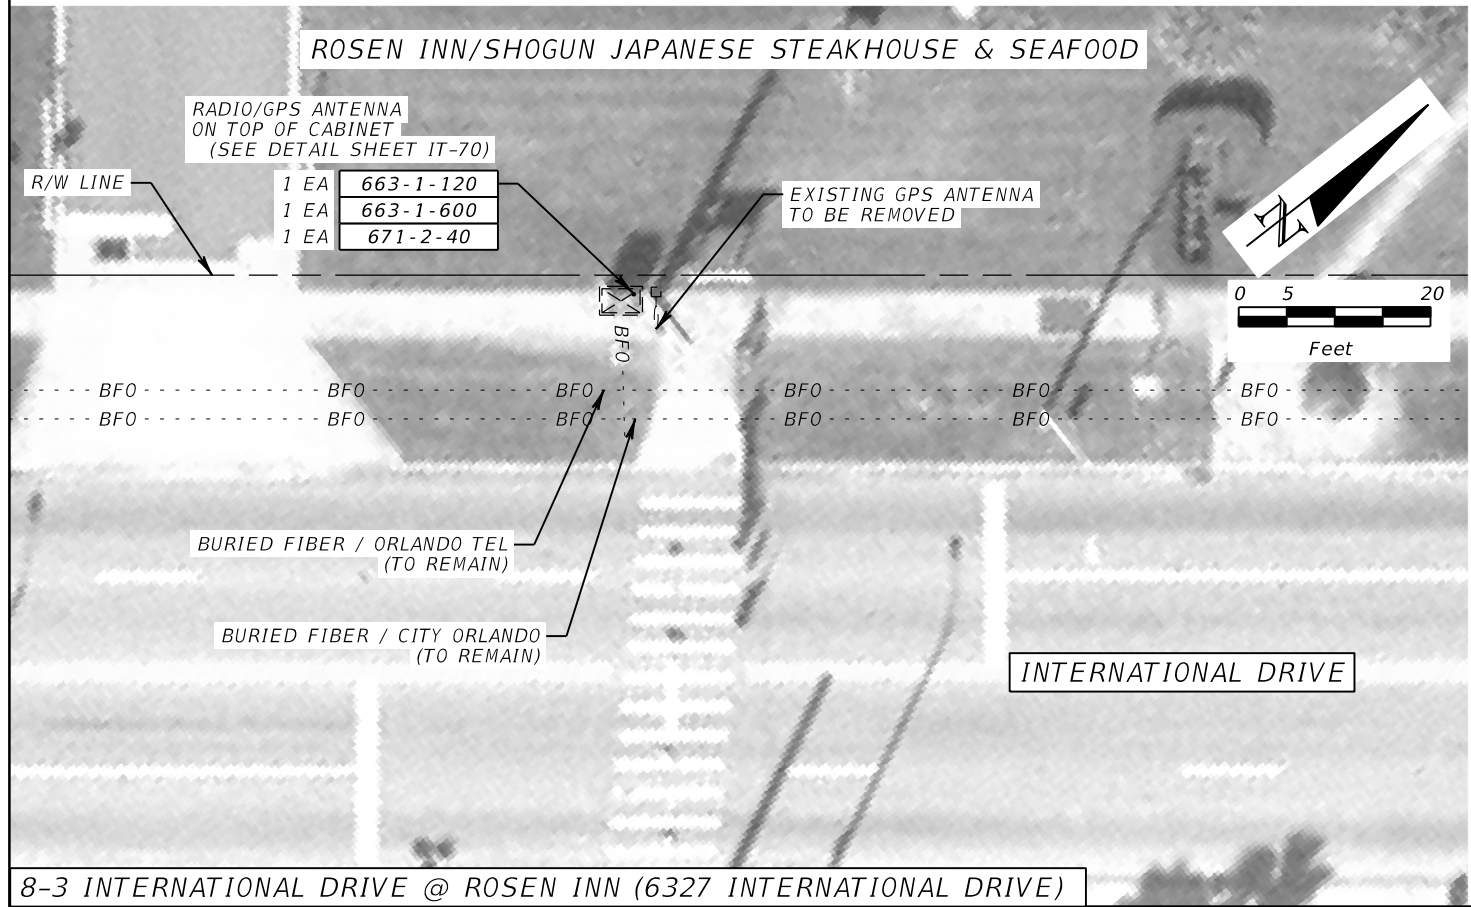 ROSEN INN/SHOGUN JAPANESE STEAKHOUSE & SEAFOOD
RADIO/GPS ANTENNA
ON TOP OF CABINET
(SEE DETAIL SHEET IT-70)
R/W LINE
1 EA 663-1-120
1 EA 663-1-600
1 EA 671-2-40
EXISTING GPS ANTENNA
TO BE REMOVED
N
0 5 20
Feet
BFO
BFO BFO BFO BFO BFO BFO
BFO BFO BFO BFO BFO BFO
BURIED FIBER / ORLANDO TEL
(TO REMAIN)
BURIED FIBER / CITY ORLANDO
(TO REMAIN)
INTERNATIONAL DRIVE
8-3 INTERNATIONAL DRIVE @ ROSEN INN (6327 INTERNATIONAL DRIVE)